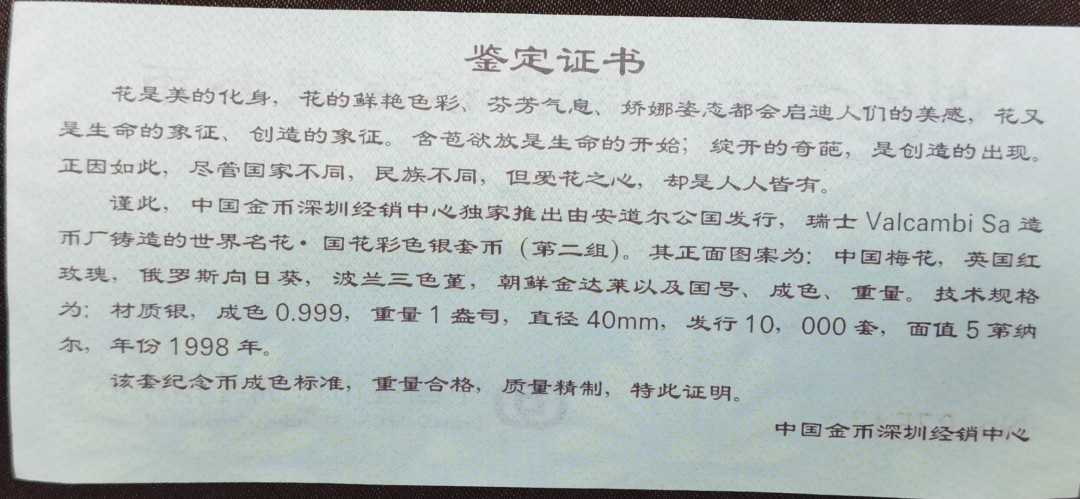 鉴定证书
花是美的化身，花的鲜艳色彩、芬芳气息、娇娜姿态都会启迪人们的美感，花又
是生命的象征、创造的象征。含苞欲放是生命的开始；绽开的奇葩，是创造的出现。
正因如此，尽管国家不同，民族不同，但爱花之心，却是人人皆有。
谨此，中国金币深圳经销中心独家推出由安道尔公国发行，瑞士 Valcambi Sa 造
币厂铸造的世界名花·国花彩色银套币（第二组）。其正面图案为：中国梅花，英国红
玫瑰，俄罗斯向日葵，波兰三色堇，朝鲜金达莱以及国号、成色、重量。技术规格
为：材质银，成色 0.999，重量 1 盎司，直径 40mm，发行 10，000 套，面值 5 第纳
尔，年份 1998 年。
该套纪念币成色标准，重量合格，质量精制，特此证明。
中国金币深圳经销中心